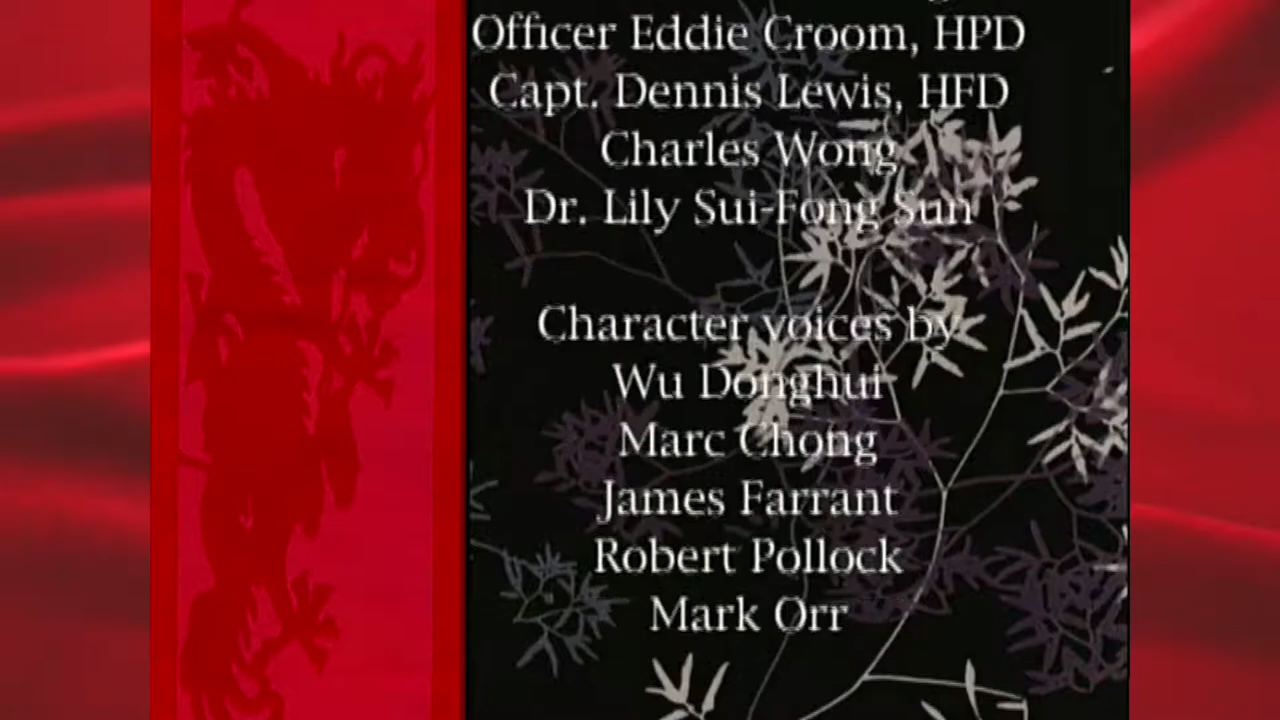 Officer Eddie Croom, HPD
Capt. Dennis Lewis, HFD
Charles Wong
Dr. Lily Sui-Fong Sun
Character voices by
Wu Donghui
Marc Chong
James Farrant
Robert Pollock
Mark Orr